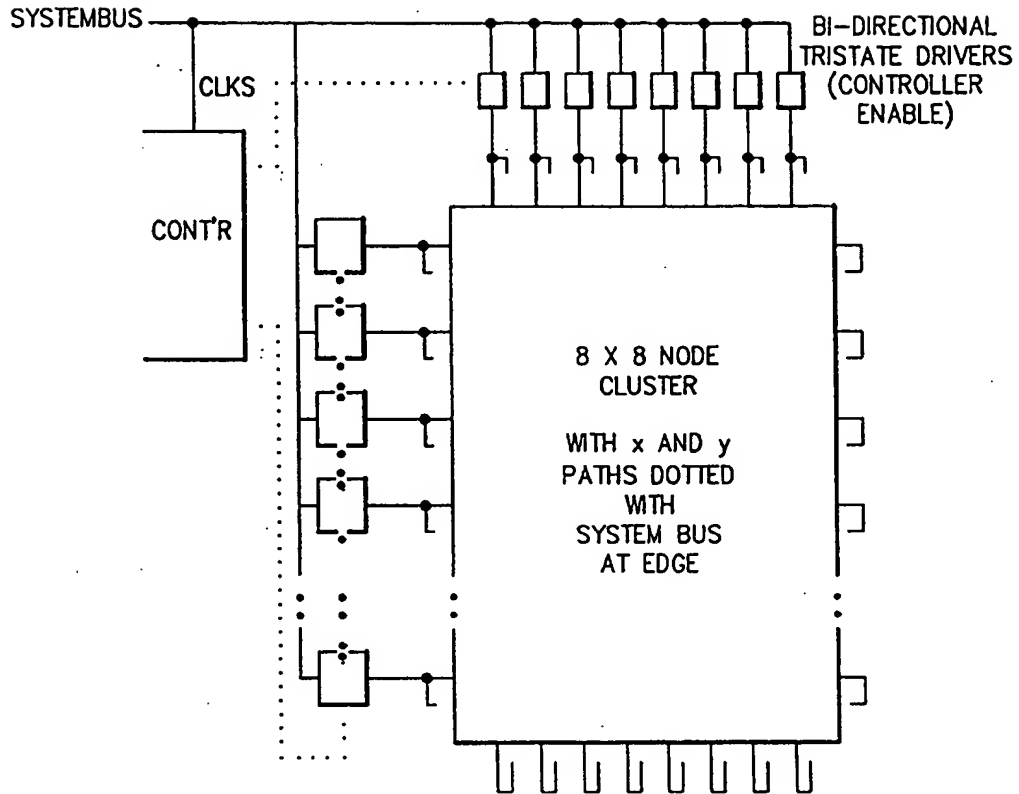 SYSTEMBUS
BI-DIRECTIONAL
TRISTATE DRIVERS
(CONTROLLER
ENABLE)
CLKS
CONT'R
8 X 8 NODE
CLUSTER
WITH x AND y
PATHS DOTTED
WITH
SYSTEM BUS
AT EDGE